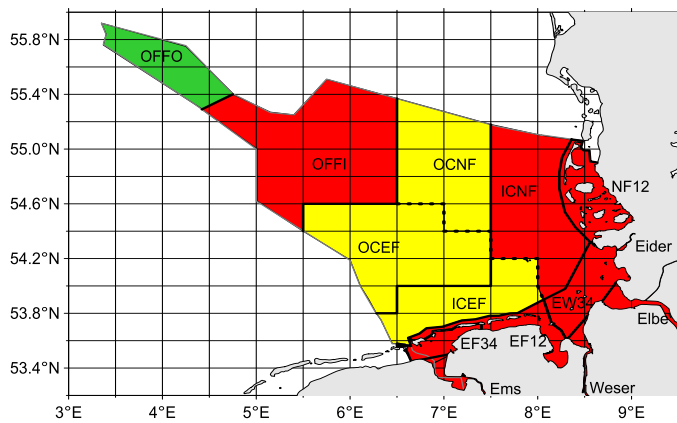 55.8°N
OFFO
55.4°N
55.0°N
OFFI
OCNF
ICNF
NF12
54.6°N
OCEF
Eider
54.2°N
ICEF
EW34
53.8°N
Elbe
EF34
EF12
53.4°N
Ems
Weser
3°E
4°E
5°E
6°E
7°E
8°E
9°E